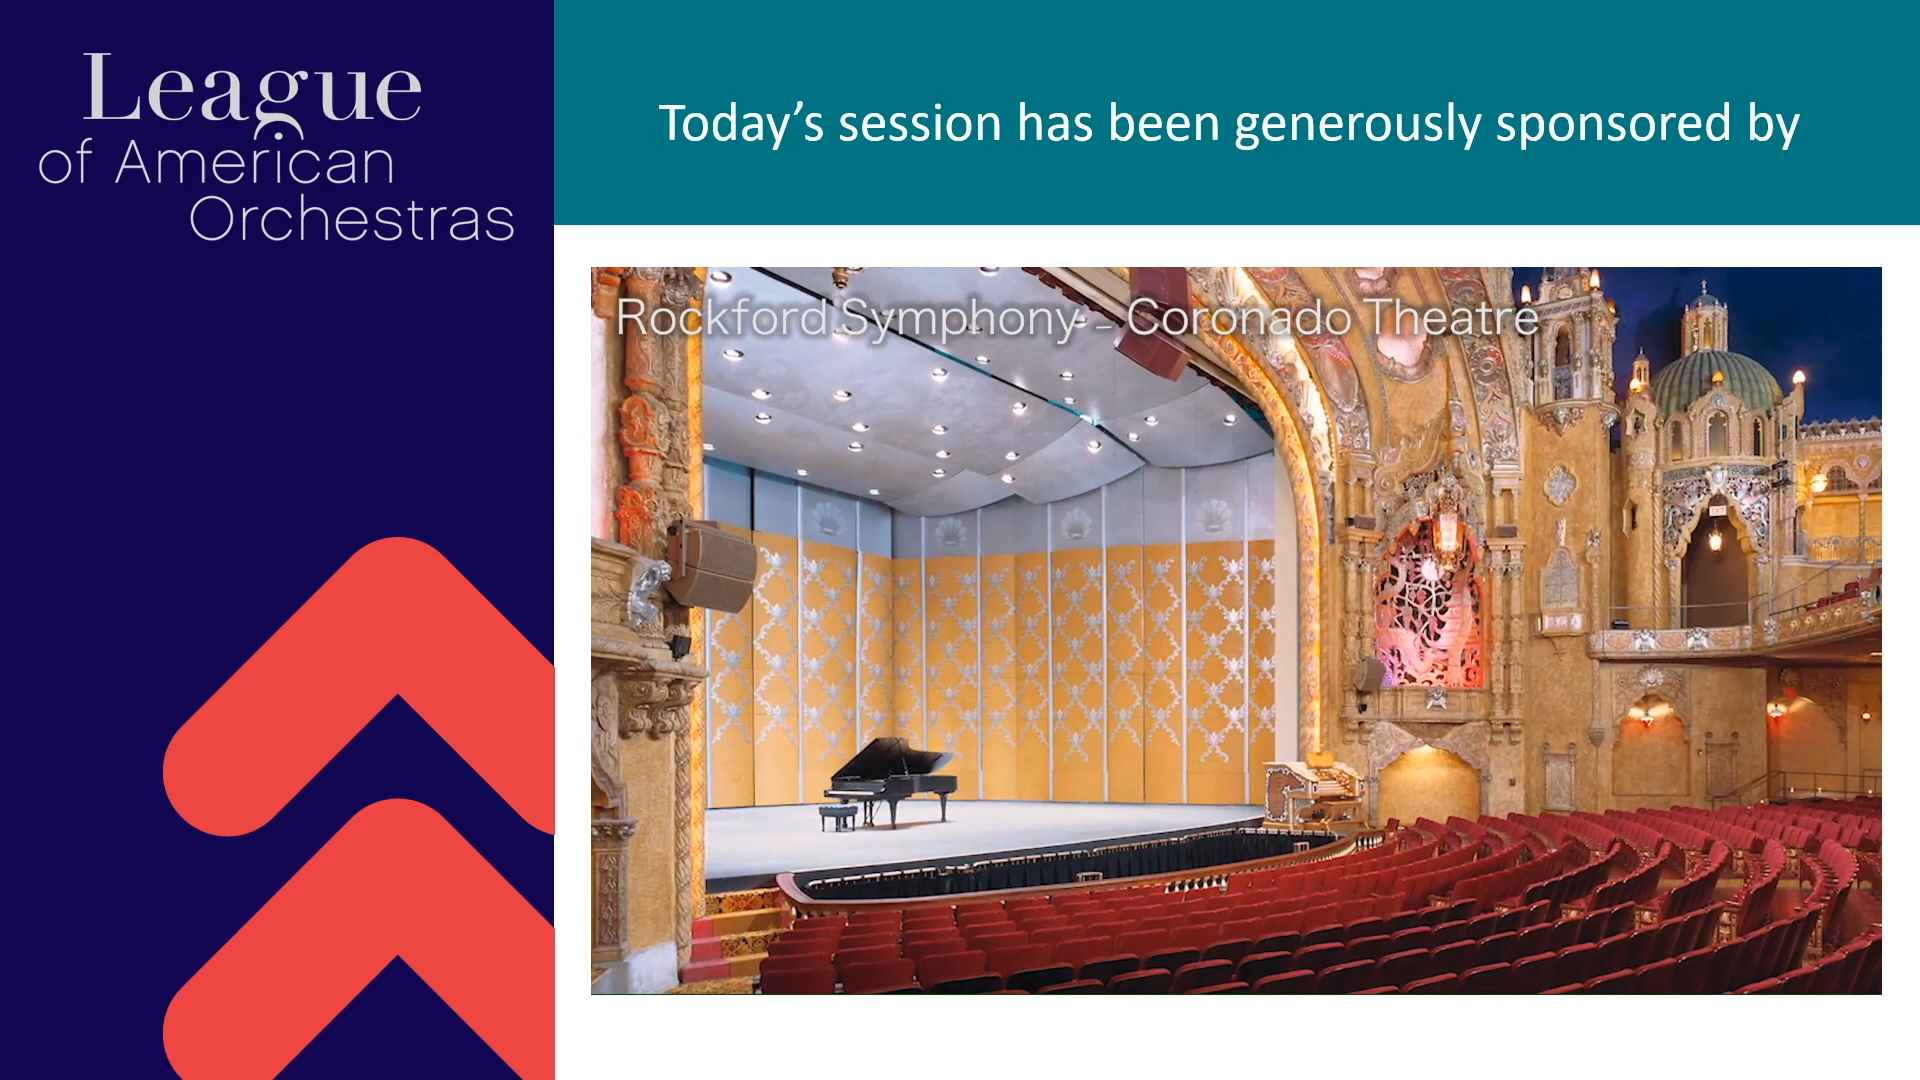 League
of American
Orchestras
Today’s session has been generously sponsored by
Rockford Symphony - Coronado Theatre